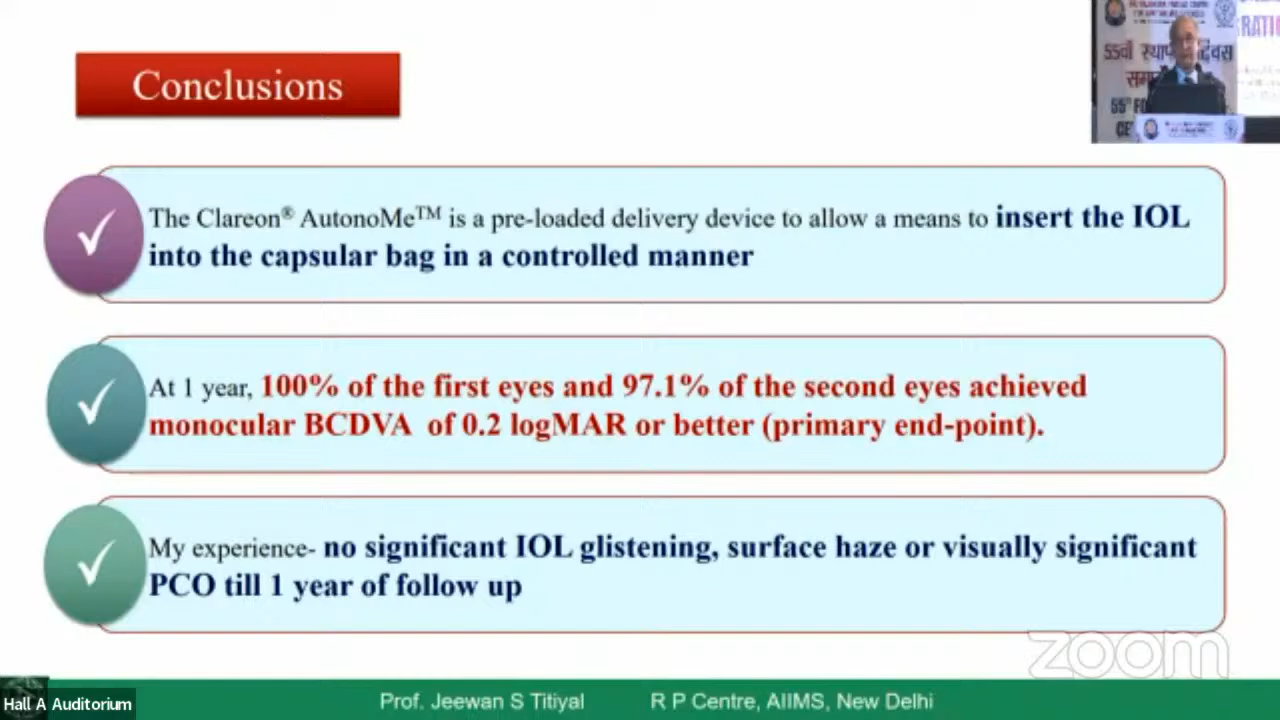 Conclusions
The Clareon® AutonoMe™ is a pre-loaded delivery device to allow a means to insert the IOL
into the capsular bag in a controlled manner
At 1 year, 100% of the first eyes and 97.1% of the second eyes achieved
monocular BCDVA of 0.2 logMAR or better (primary end-point).
My experience- no significant IOL glistening, surface haze or visually significant
PCO till 1 year of follow up
zoom
Prof. Jeewan S Titiyal R P Centre, AIIMS, New Delhi
Hall A Auditorium
55वां
55